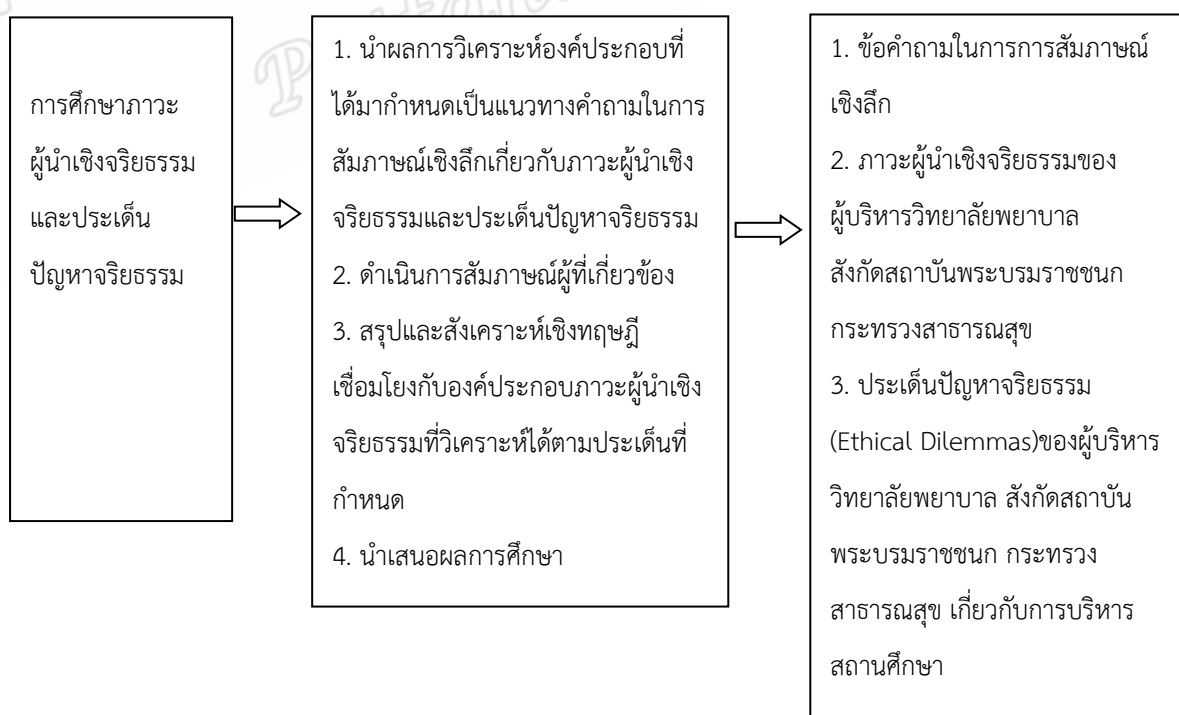 การศึกษาภาวะ
ผู้นำเชิงจริยธรรม
และประเด็น
ปัญหาจริยธรรม
1. นำผลการวิเคราะห์องค์ประกอบที่
ได้มากำหนดเป็นแนวทางคำถามในการ
สัมภาษณ์เชิงลึกเกี่ยวกับภาวะผู้นำเชิง
จริยธรรมและประเด็นปัญหาจริยธรรม
2. ดำเนินการสัมภาษณ์ผู้ที่เกี่ยวข้อง
3. สรุปและสังเคราะห์เชิงทฤษฎี
เชื่อมโยงกับองค์ประกอบภาวะผู้นำเชิง
จริยธรรมที่วิเคราะห์ได้ตามประเด็นที่
กำหนด
4. นำเสนอผลการศึกษา
1. ข้อคำถามในการการสัมภาษณ์
เชิงลึก
2. ภาวะผู้นำเชิงจริยธรรมของ
ผู้บริหารวิทยาลัยพยาบาล
สังกัดสถาบันพระบรมราชชนก
กระทรวงสาธารณสุข
3. ประเด็นปัญหาจริยธรรม
(Ethical Dilemmas)ของผู้บริหาร
วิทยาลัยพยาบาล สังกัดสถาบัน
พระบรมราชชนก กระทรวง
สาธารณสุข เกี่ยวกับการบริหาร
สถานศึกษา